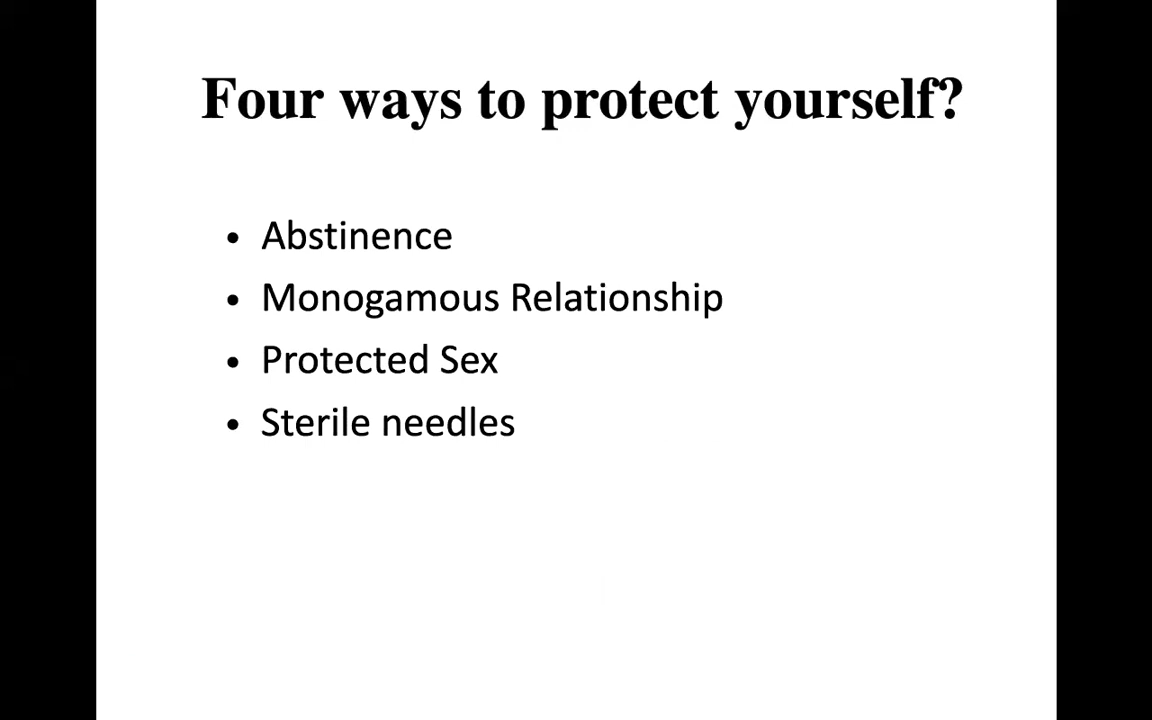 Four ways to protect yourself?
• Abstinence
• Monogamous Relationship
• Protected Sex
• Sterile needles